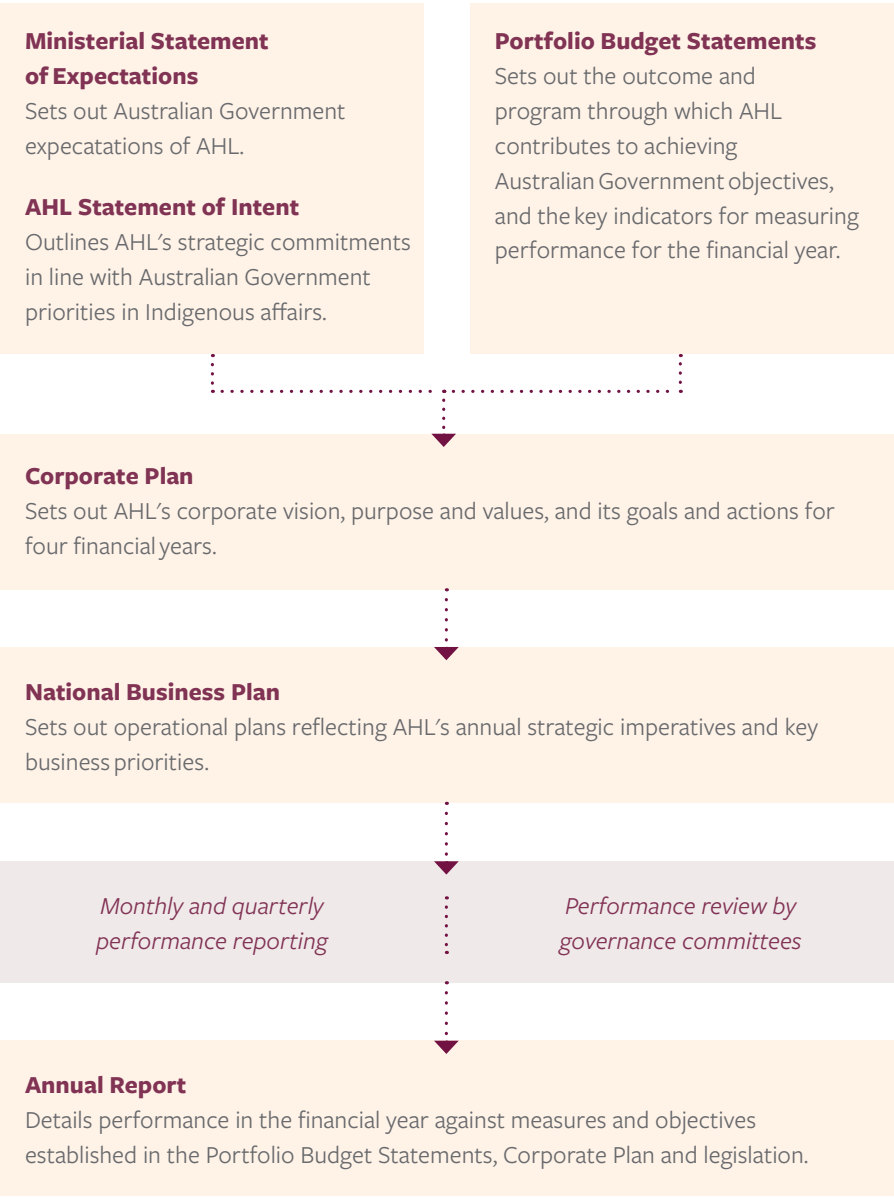 Ministerial Statement
of Expectations
Sets out Australian Government
expecatations of AHL.
AHL Statement of Intent
Outlines AHL's strategic commitments
in line with Australian Government
priorities in Indigenous affairs.
Portfolio Budget Statements
Sets out the outcome and
program through which AHL
contributes to achieving
Australian Government objectives,
and the key indicators for measuring
performance for the financial year.
Corporate Plan
Sets out AHL's corporate vision, purpose and values, and its goals and actions for
four financial years.
National Business Plan
Sets out operational plans reflecting AHL's annual strategic imperatives and key
business priorities.
Monthly and quarterly
performance reporting
Performance review by
governance committees
Annual Report
Details performance in the financial year against measures and objectives
established in the Portfolio Budget Statements, Corporate Plan and legislation.